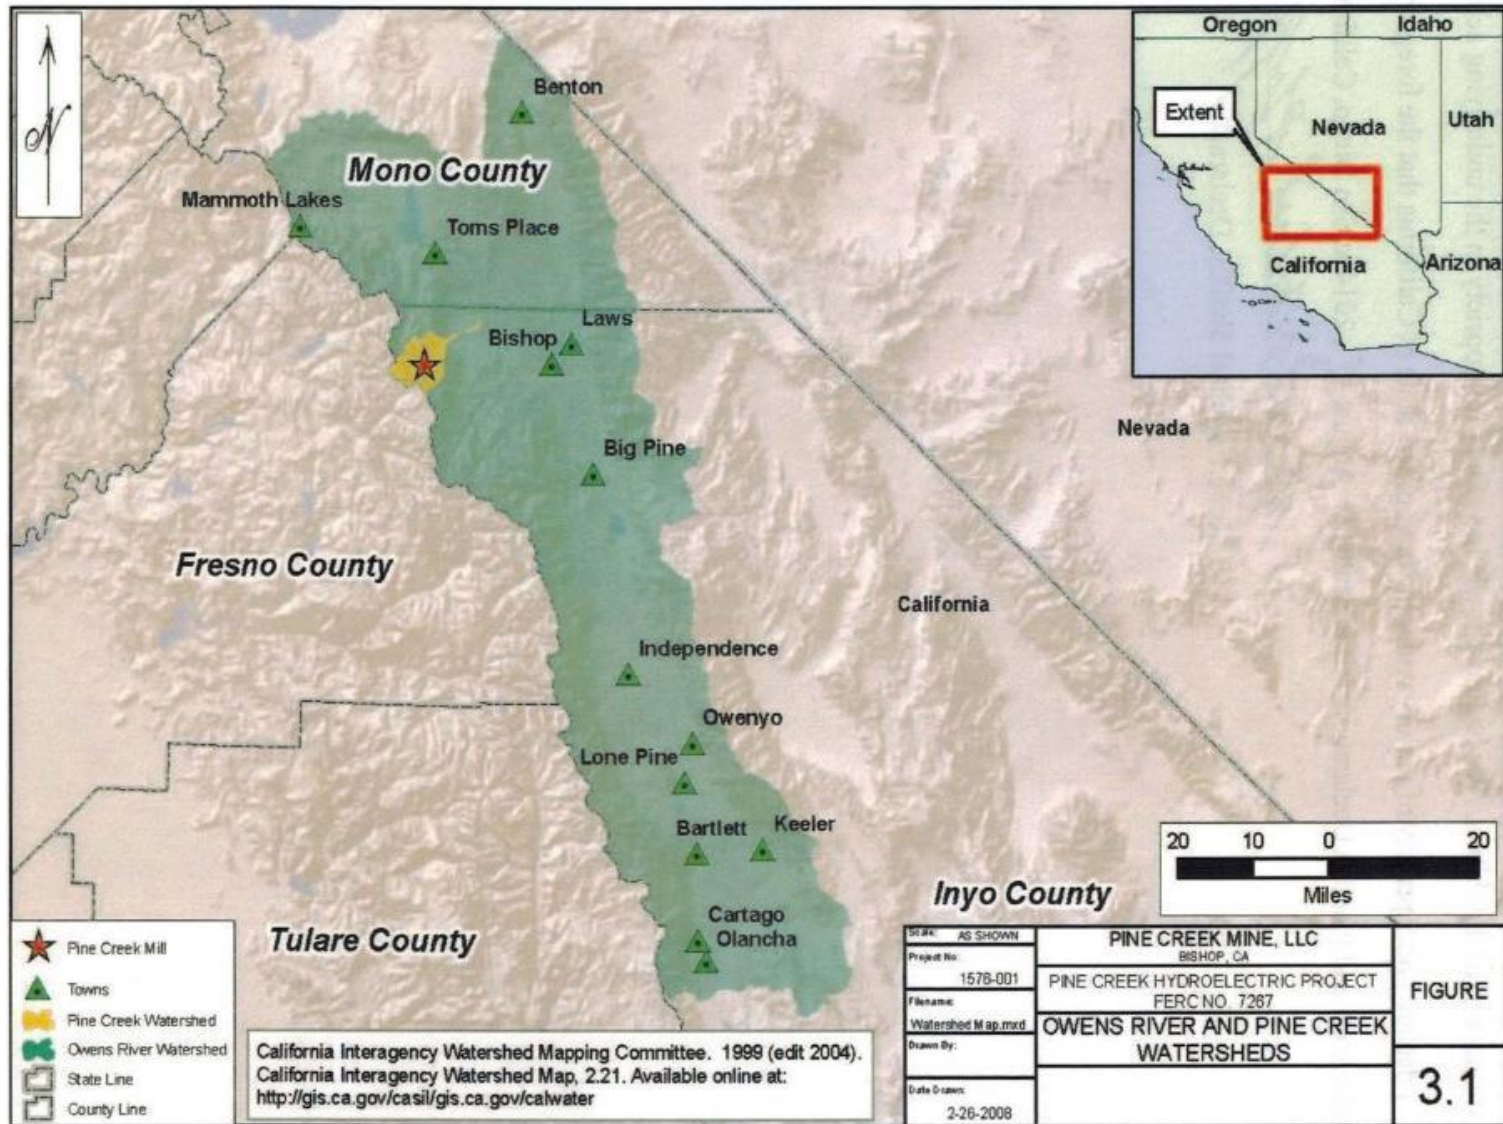 N
Oregon
Idaho
Extent
Nevada
Utah
California
Arizona
Benton
Mono County
Mammoth Lakes
Toms Place
Laws
Bishop
Big Pine
Nevada
Fresno County
California
Independence
Owenyo
Lone Pine
Bartlett
Keeler
Inyo County
Cartago
Olancha
Tulare County
20 10 0 20
Miles
Pine Creek Mill
Towns
Pine Creek Watershed
Owens River Watershed
State Line
County Line
California Interagency Watershed Mapping Committee. 1999 (edit 2004).
California Interagency Watershed Map, 2.21. Available online at:
http://gis.ca.gov/casil/gis.ca.gov/calwater
Scale: AS SHOWN
Project No:
1576-001
Filename:
Watershed Map.mxd
Drawn By:
Date Drawn:
2-26-2008
PINE CREEK MINE, LLC
BISHOP, CA
PINE CREEK HYDROELECTRIC PROJECT
FERC NO. 7267
OWENS RIVER AND PINE CREEK
WATERSHEDS
FIGURE
3.1